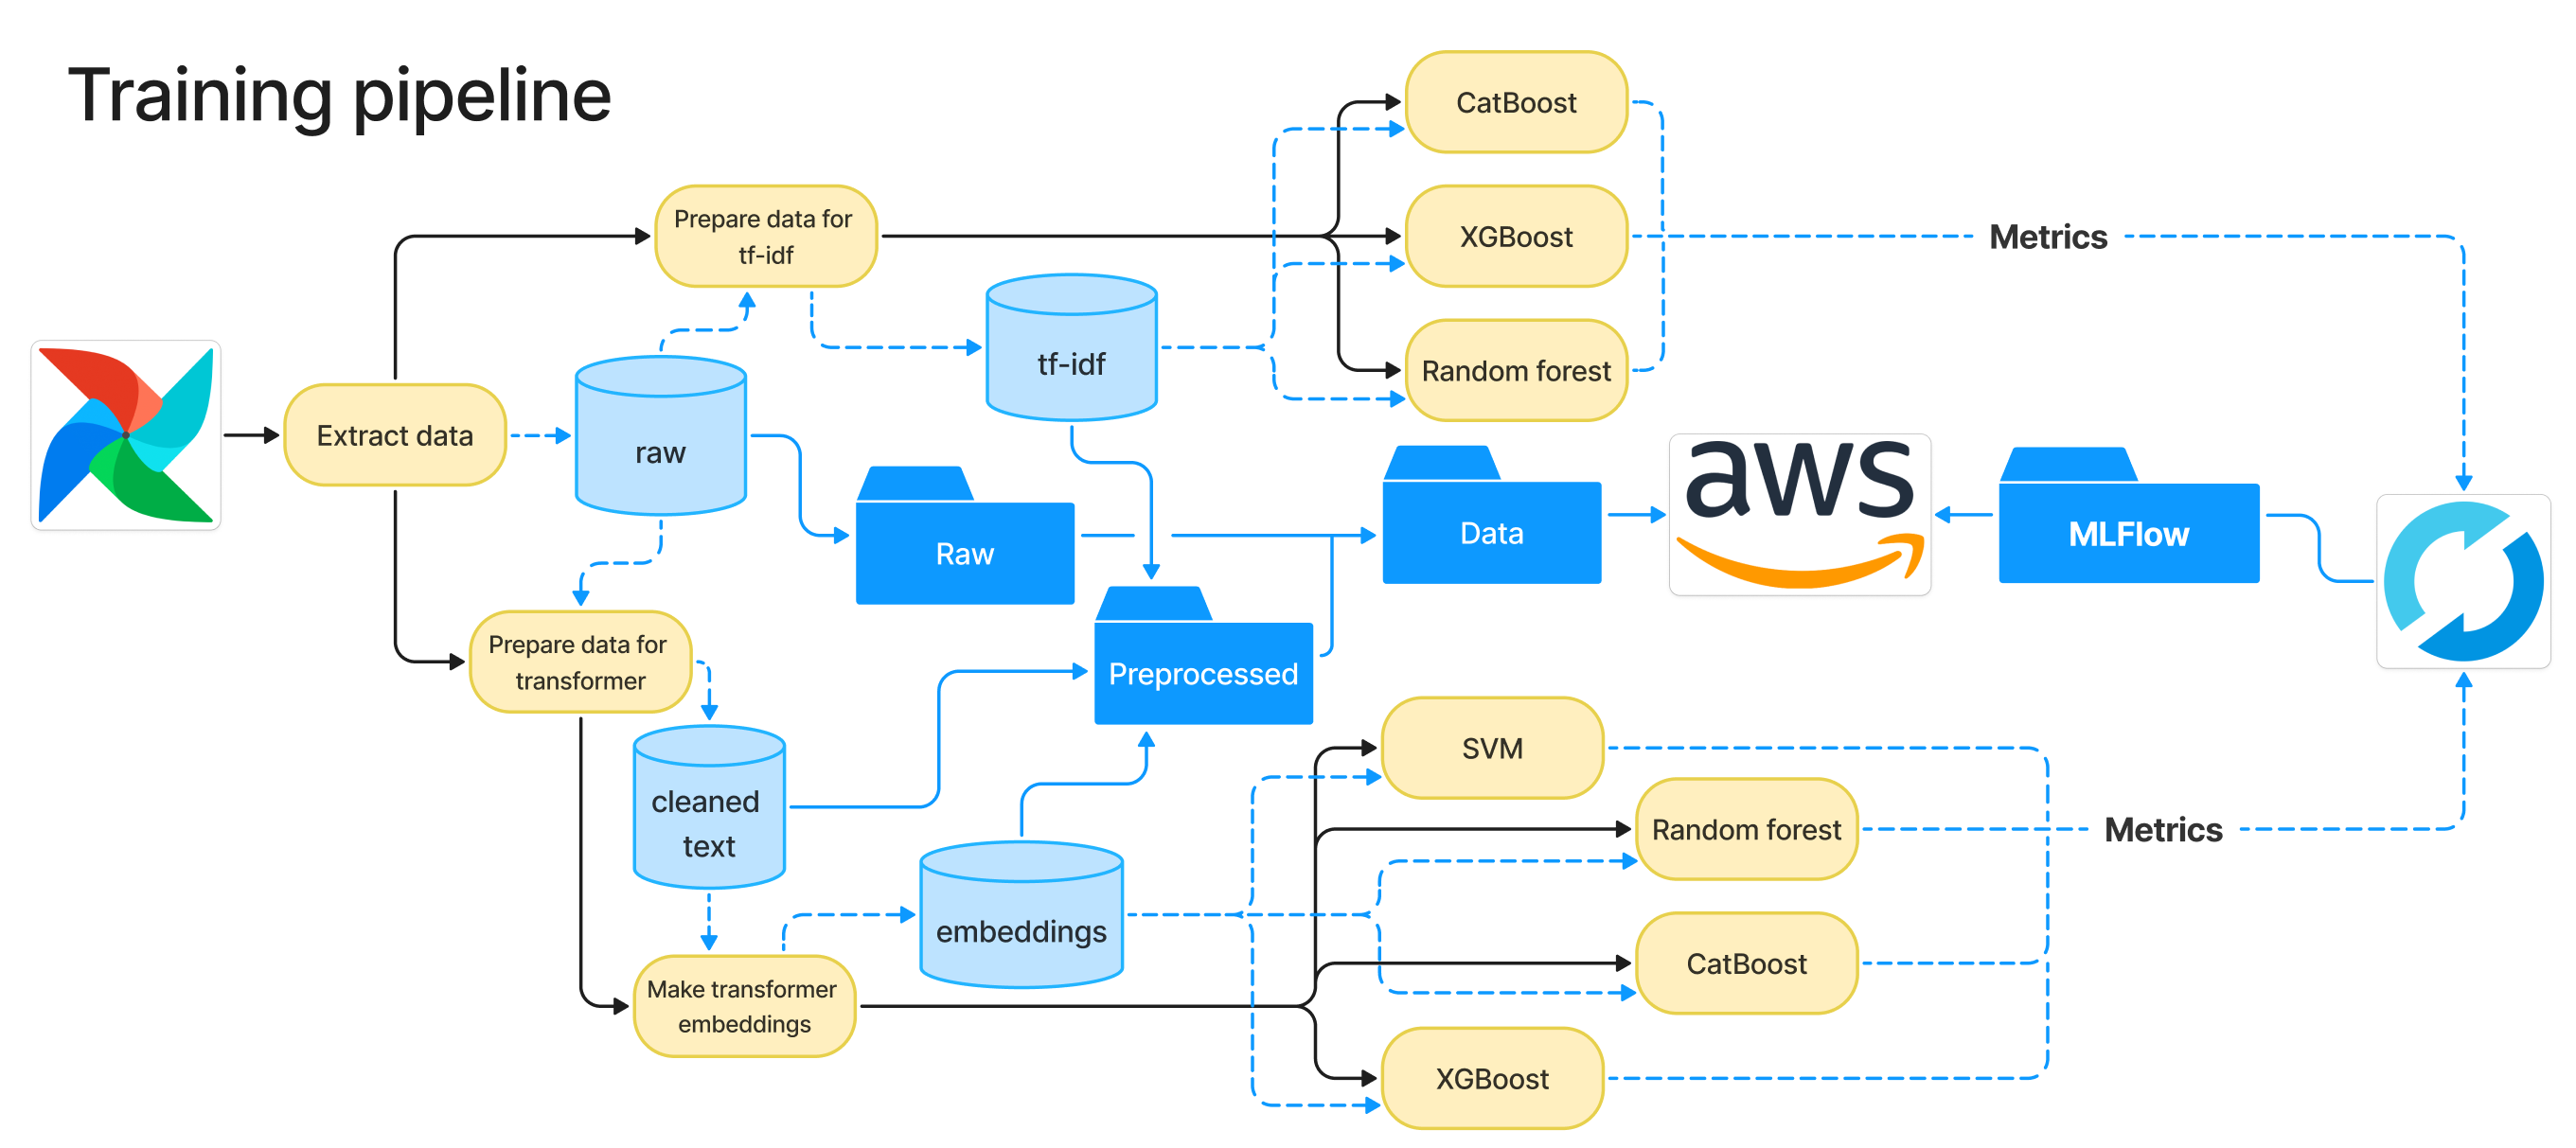 Training pipeline
CatBoost
Prepare data for
tf-idf
XGBoost
Metrics
tf-idf
Random forest
Extract data
raw
Raw
Data
aws
MLFlow
Prepare data for
transformer
Preprocessed
SVM
cleaned
text
Random forest
Metrics
embeddings
CatBoost
Make transformer
embeddings
XGBoost